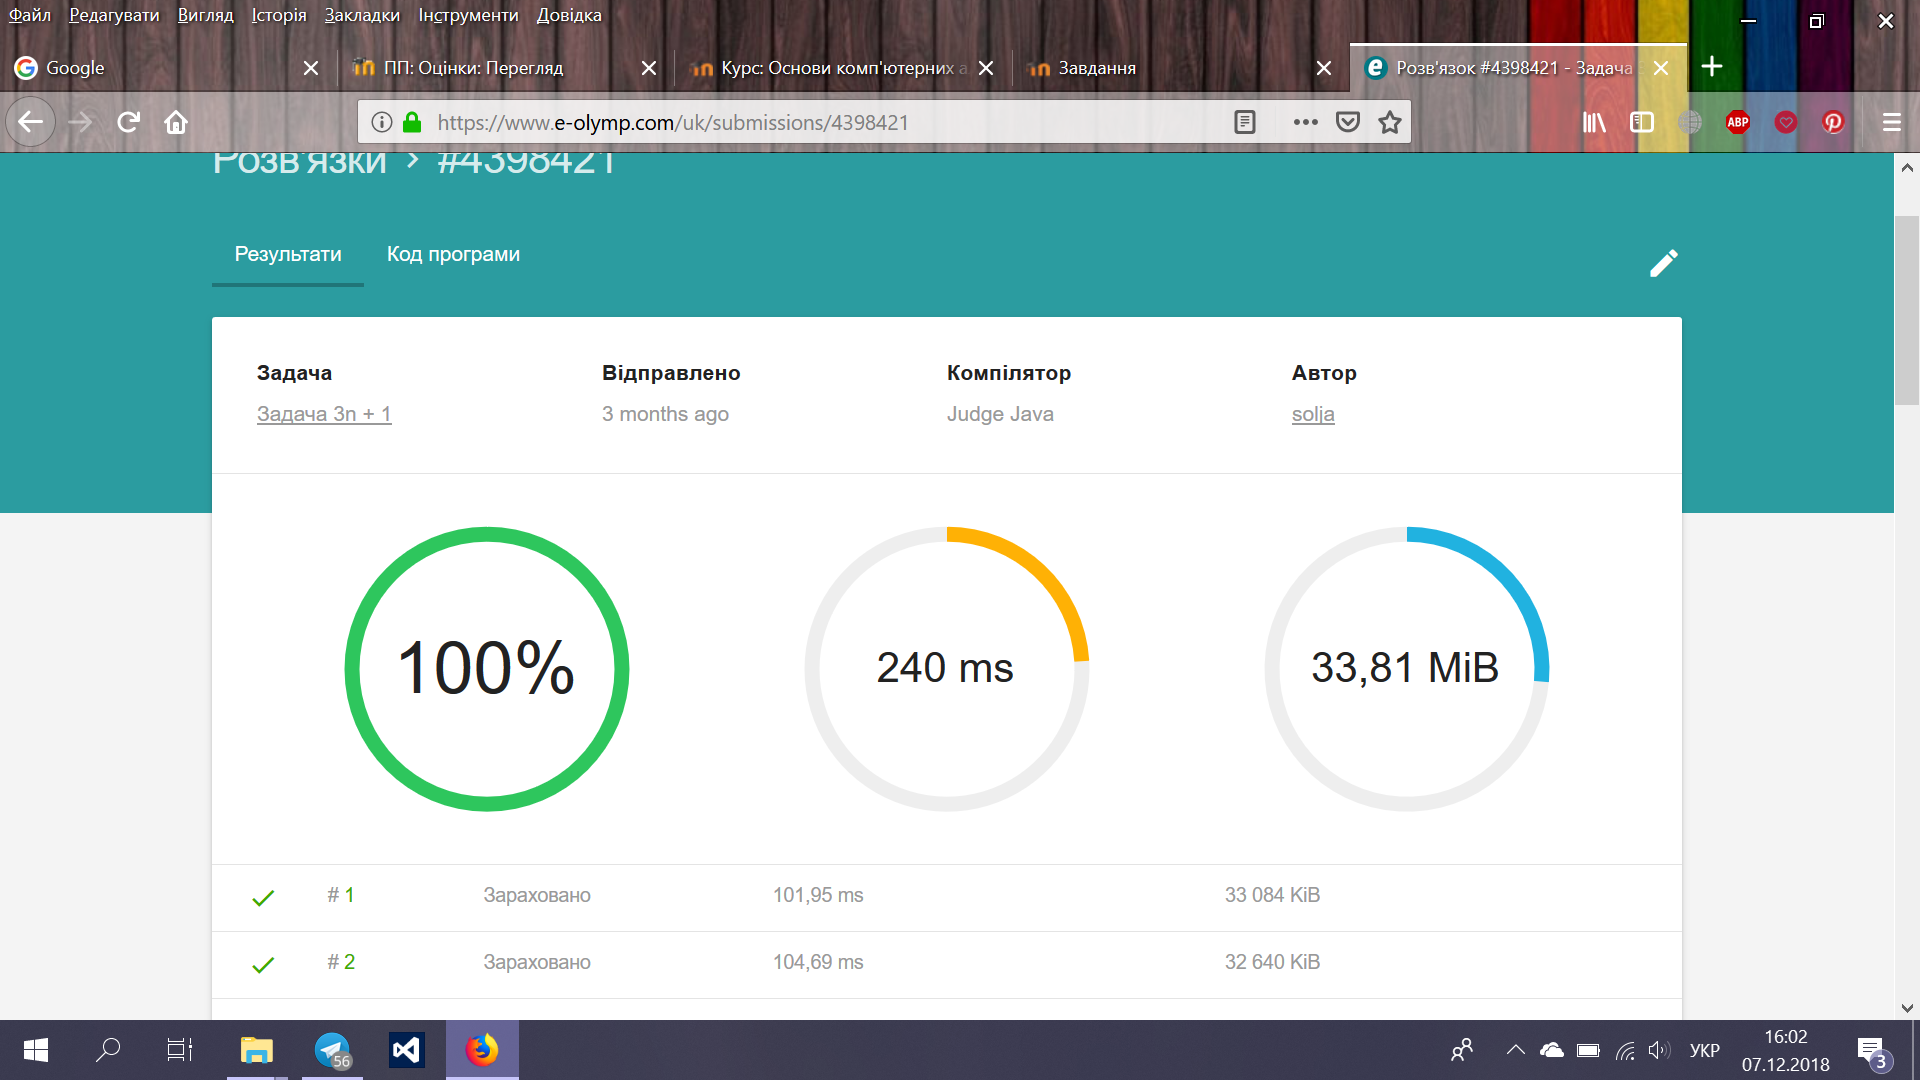 Файл Редагувати Вигляд Історія Закладки Інструменти Довідка
Google
ПП: Оцінки: Перегляд
Курс: Основи комп'ютерних а
Завдання
Розв'язок #4398421 - Задача
https://www.e-olymp.com/uk/submissions/4398421
ABP
Розв'язки > #4398421
Результати Код програми
Задача Відправлено Компілятор Автор
Задача 3n + 1 3 months ago Judge Java solja
100% 240 ms 33,81 MiB
# 1 Зараховано 101,95 ms 33 084 KiB
# 2 Зараховано 104,69 ms 32 640 KiB
56
УКР
16:02
07.12.2018
3